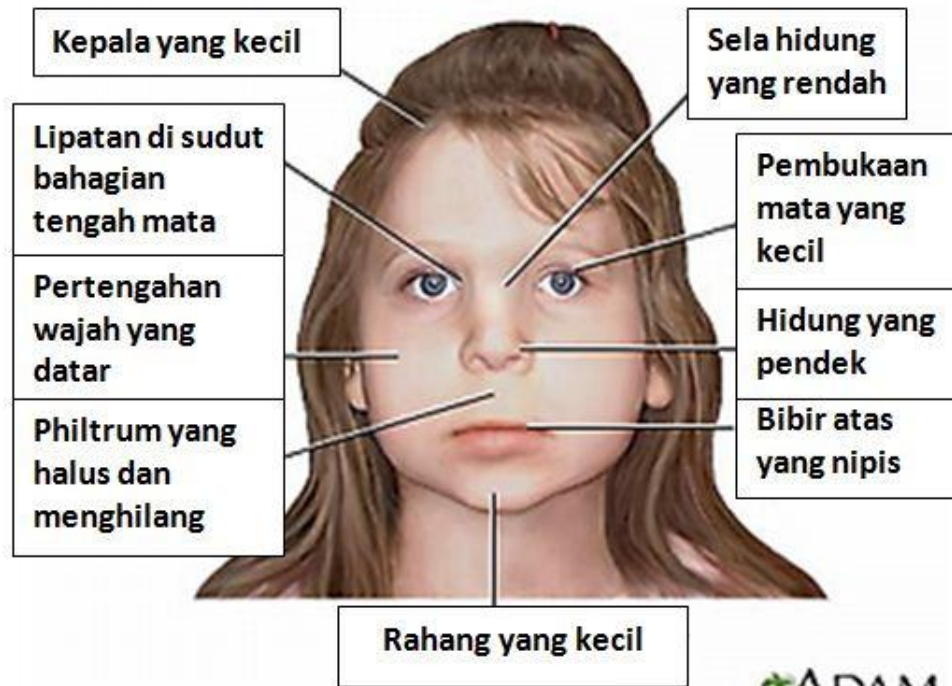 Kepala yang kecil
Sela hidung
yang rendah
Lipatan di sudut
bahagian
tengah mata
Pembukaan
mata yang
kecil
Pertengahan
wajah yang
datar
Hidung yang
pendek
Philtrum yang
halus dan
menghilang
Bibir atas
yang nipis
Rahang yang kecil
ADAM